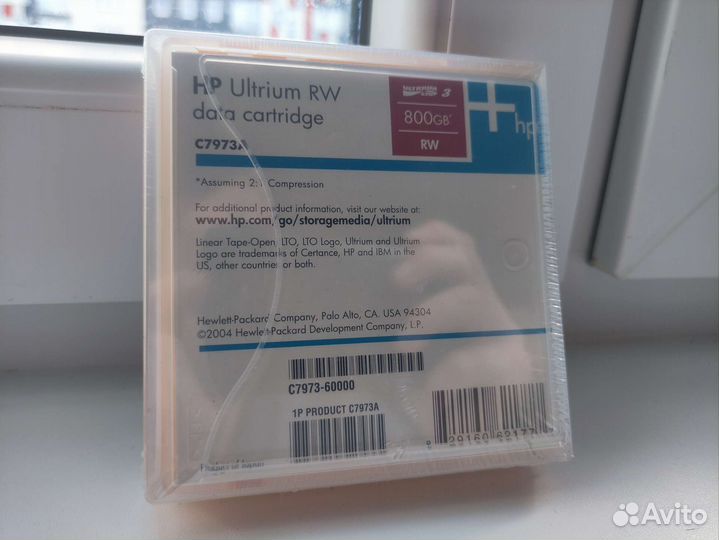 HP Ultrium RW
data cartridge
C7973A
ULTRIUM
LTO 3
800GB*
RW
hp
*Assuming 2:1 Compression
For additional product information, visit our website at:
www.hp.com/go/storagemedia/ultrium
Linear Tape-Open, LTO, LTO Logo, Ultrium and Ultrium
Logo are trademarks of Certance, HP and IBM in the
US, other countries or both.
Hewlett-Packard Company, Palo Alto, CA. USA 94304
©2004 Hewlett-Packard Development Company, L.P.
C7973-60000
1P PRODUCT C7973A
Avito